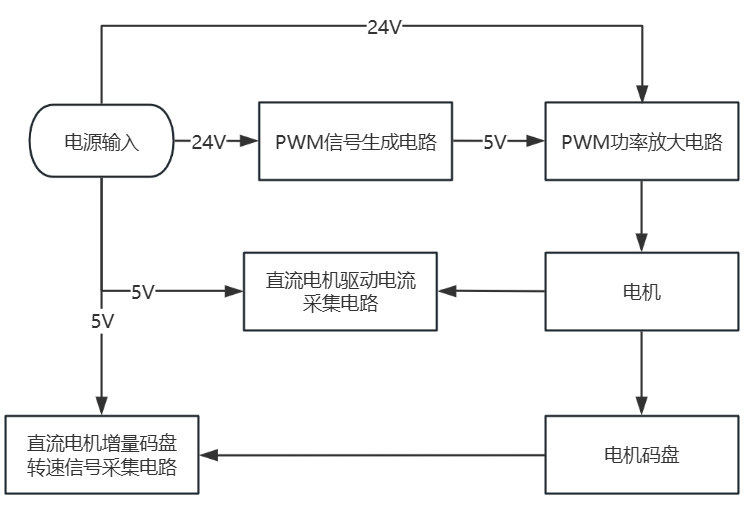 24V
电源输入
24V
PWM信号生成电路
5V
PWM功率放大电路
直流电机驱动电流
采集电路
5V
电机
5V
直流电机增量码盘
转速信号采集电路
电机码盘